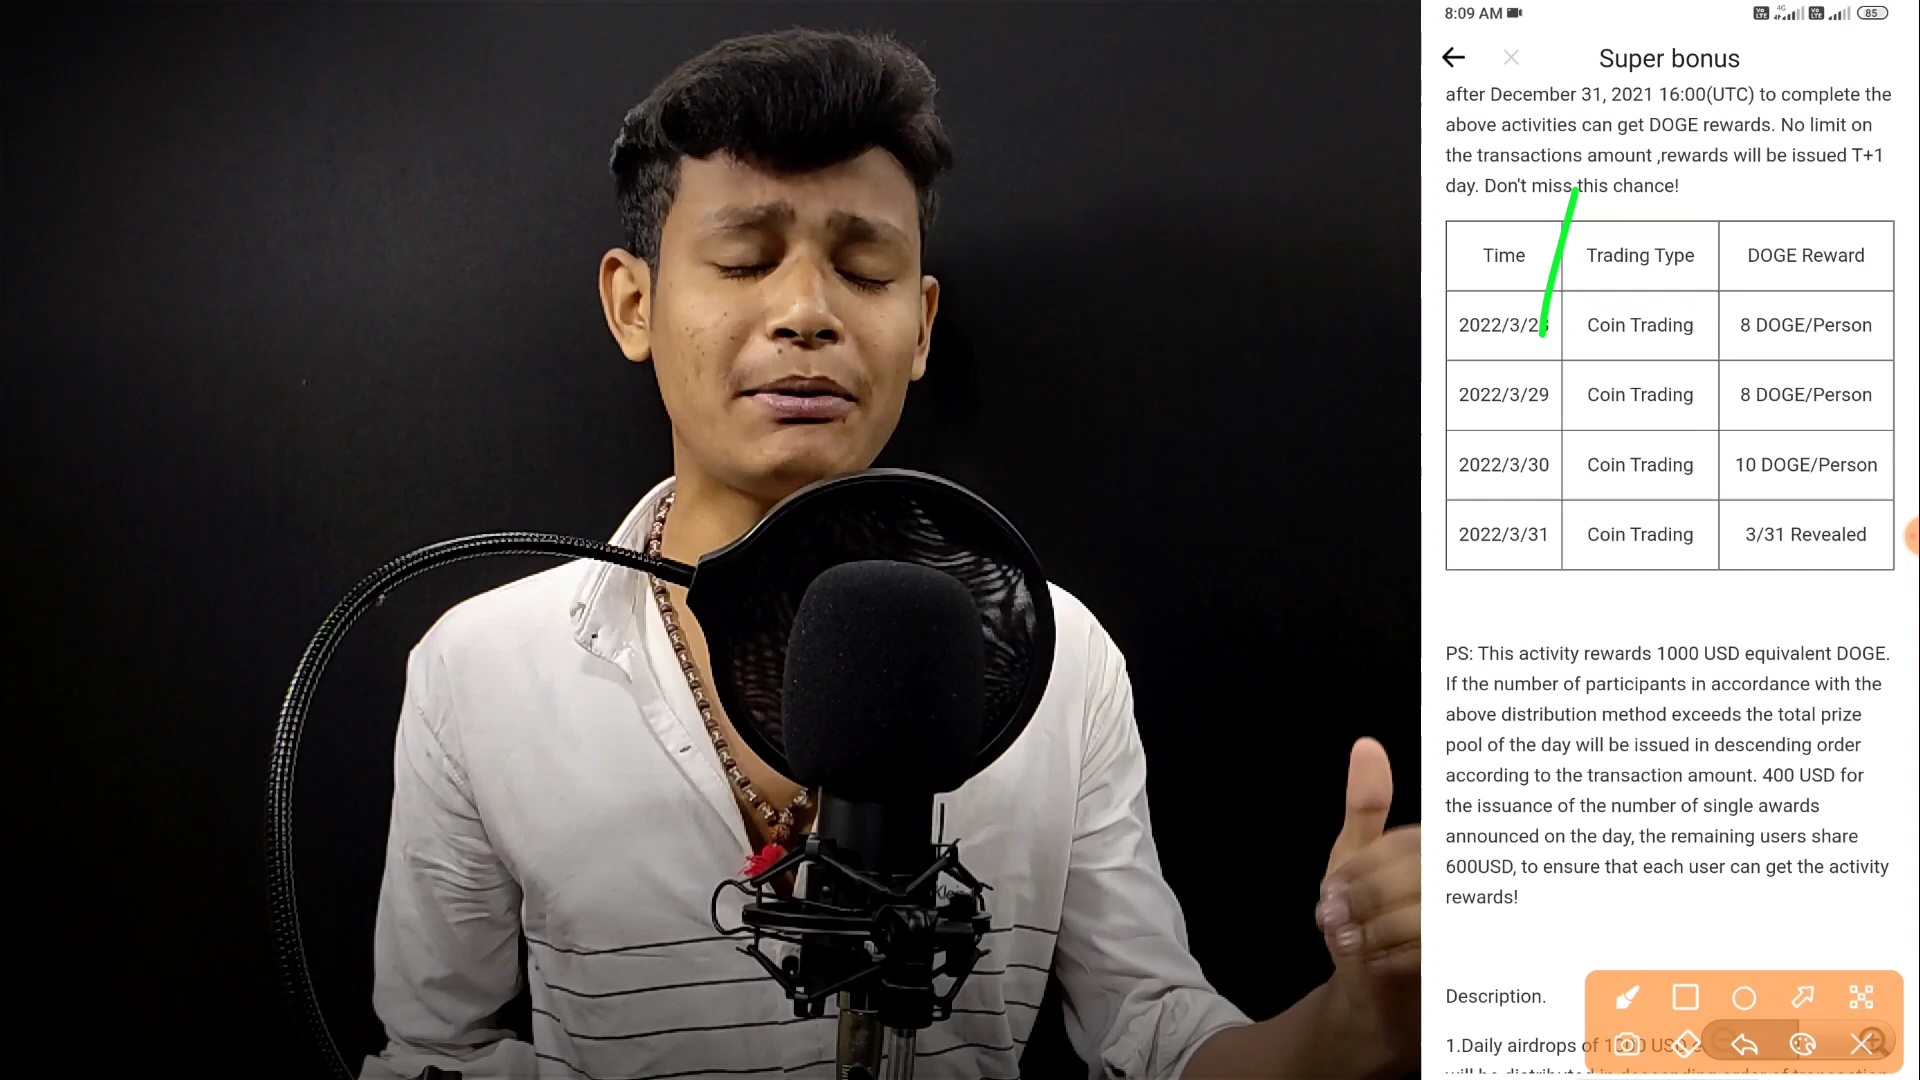 8:09 AM
4G
85
Super bonus
after December 31, 2021 16:00(UTC) to complete the
above activities can get DOGE rewards. No limit on
the transactions amount ,rewards will be issued T+1
day. Don't miss this chance!
Time Trading Type DOGE Reward
Coin Trading 8 DOGE/Person
2022/3/29 Coin Trading 8 DOGE/Person
2022/3/30 Coin Trading 10 DOGE/Person
2022/3/31 Coin Trading 3/31 Revealed
PS: This activity rewards 1000 USD equivalent DOGE.
If the number of participants in accordance with the
above distribution method exceeds the total prize
pool of the day will be issued in descending order
according to the transaction amount. 400 USD for
the issuance of the number of single awards
announced on the day, the remaining users share
600USD, to ensure that each user can get the activity
rewards!
Description.
1.Daily airdrops of